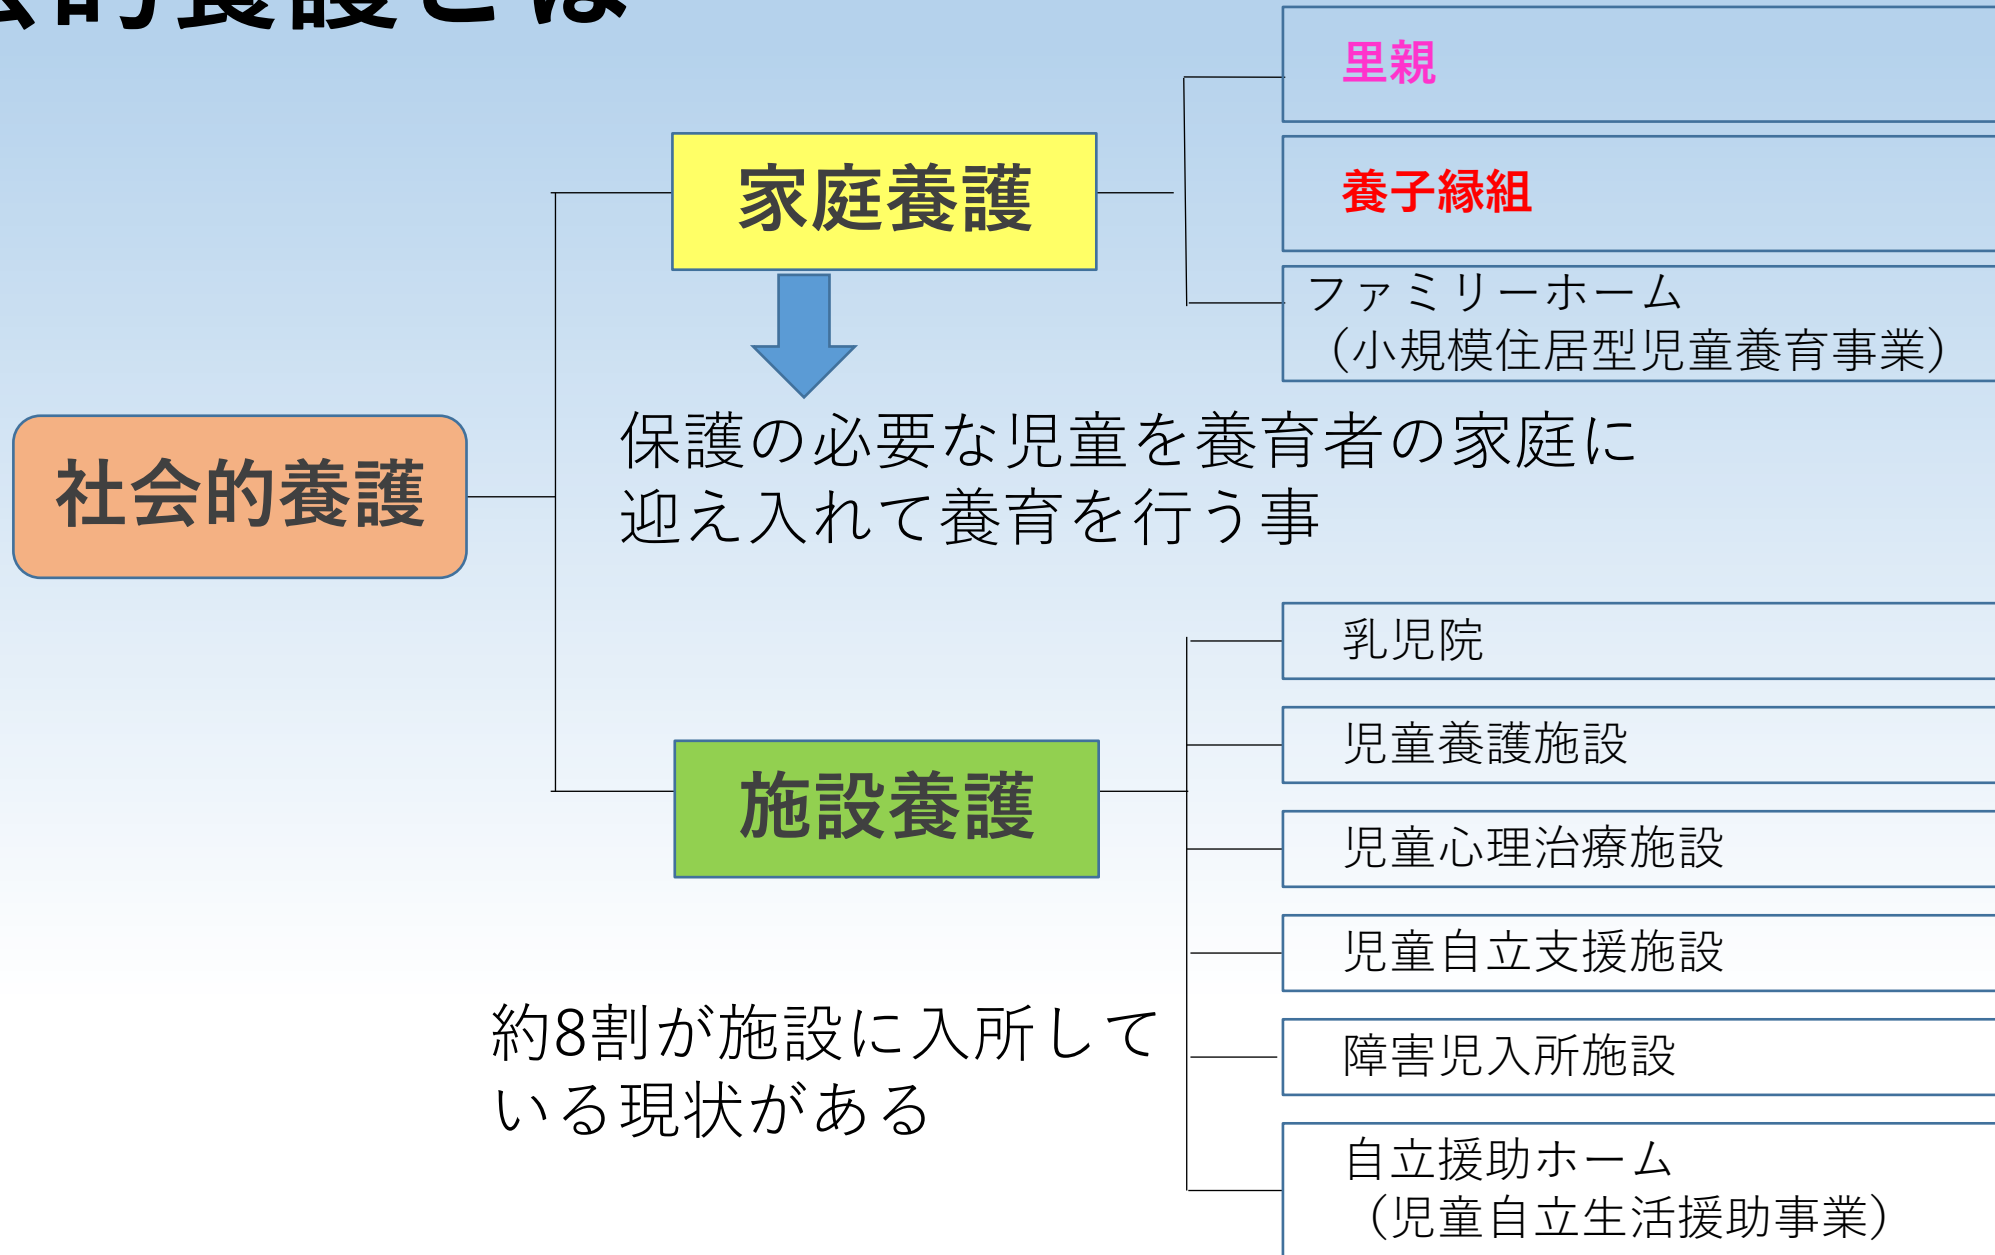 会的養護とは
里親
家庭養護
養子縁組
ファミリーホーム
（小規模住居型児童養育事業）
保護の必要な児童を養育者の家庭に
迎え入れて養育を行う事
社会的養護
乳児院
児童養護施設
施設養護
児童心理治療施設
児童自立支援施設
約8割が施設に入所して
いる現状がある
障害児入所施設
自立援助ホーム
（児童自立生活援助事業）